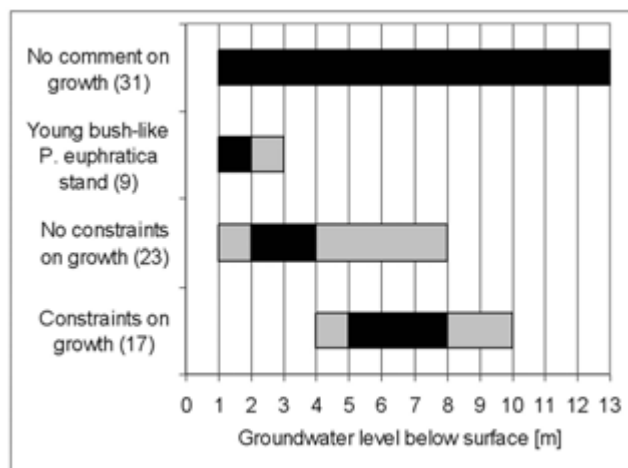 No comment on
growth (31)
Young bush-like
P. euphratica
stand (9)
No constraints
on growth (23)
Constraints on
growth (17)
0 1 2 3 4 5 6 7 8 9 10 11 12 13
Groundwater level below surface [m]